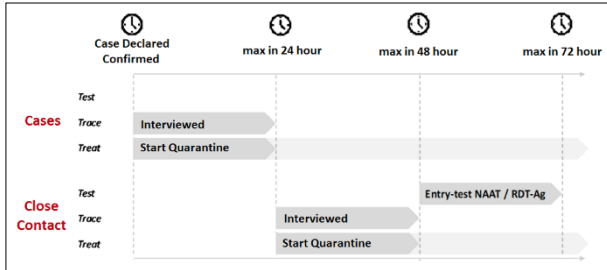 Case Declared
Confirmed
max in 24 hour
max in 48 hour
max in 72 hour
Cases
Test
Trace
Interviewed
Treat
Start Quarantine
Close
Contact
Test
Entry-test NAAT / RDT-Ag
Trace
Interviewed
Treat
Start Quarantine